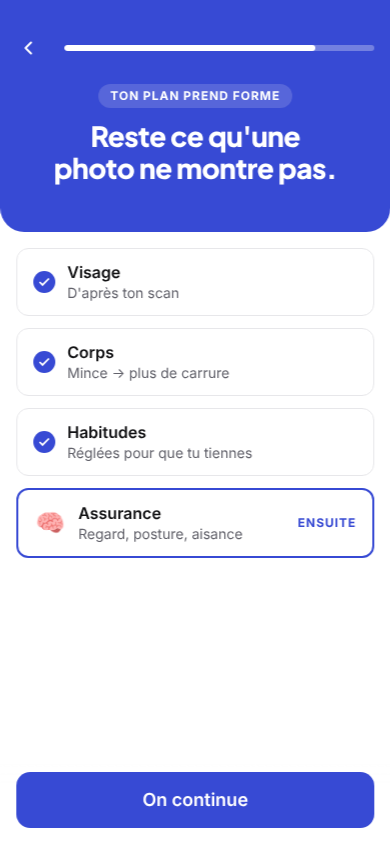 TON PLAN PREND FORME
Reste ce qu'une
photo ne montre pas.
Visage
D'après ton scan
Corps
Mince → plus de carrure
Habitudes
Réglées pour que tu tiennes
Assurance
Regard, posture, aisance
ENSUITE
On continue